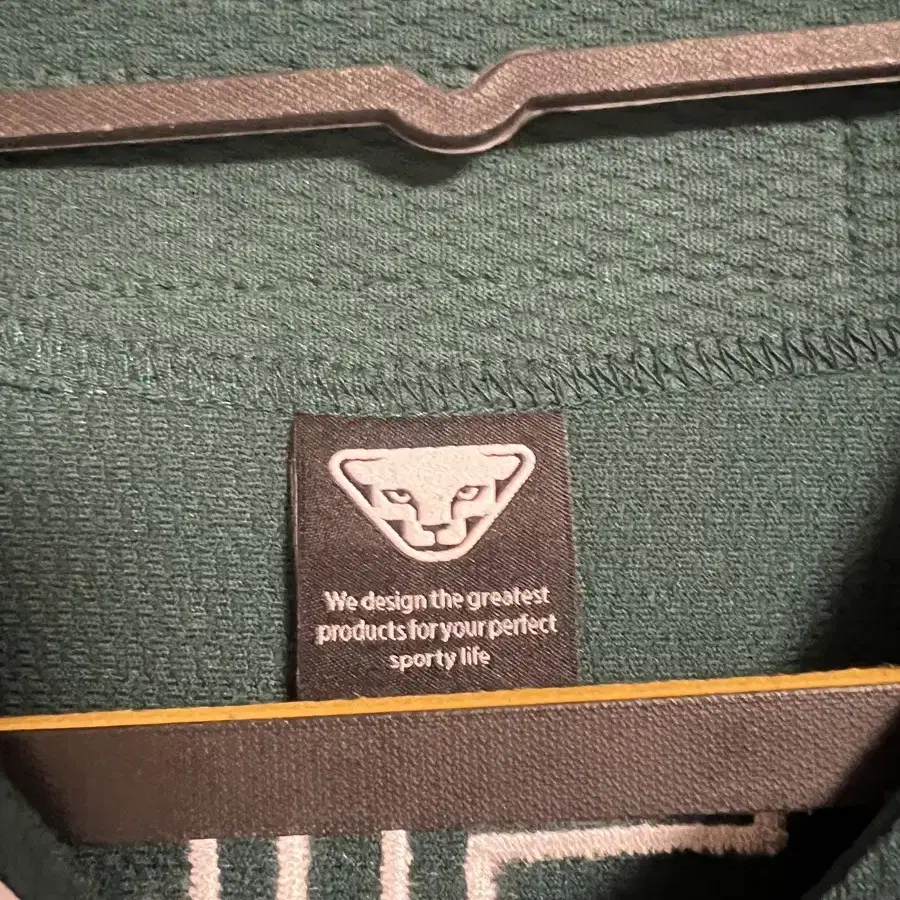 We design the greatest
products for your perfect
sporty life